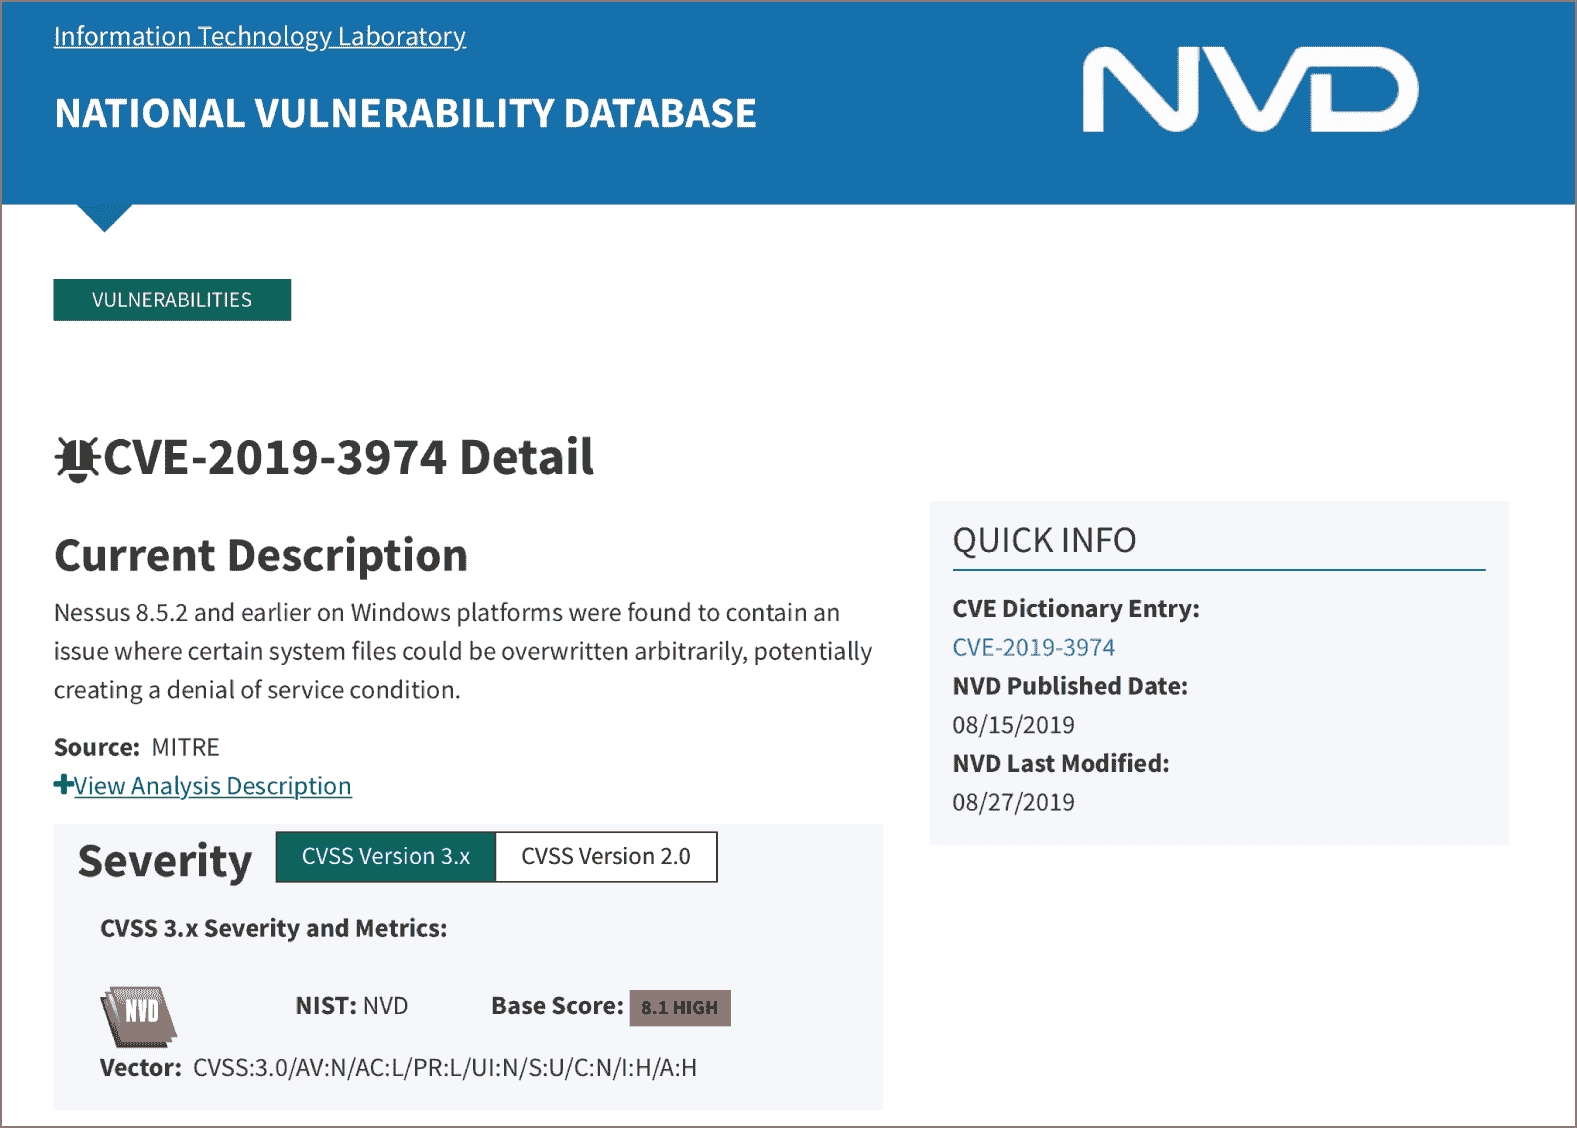 Information Technology Laboratory
NATIONAL VULNERABILITY DATABASE
NVD
VULNERABILITIES
CVE-2019-3974 Detail
Current Description
Nessus 8.5.2 and earlier on Windows platforms were found to contain an
issue where certain system files could be overwritten arbitrarily, potentially
creating a denial of service condition.
Source: MITRE
View Analysis Description
QUICK INFO
CVE Dictionary Entry:
CVE-2019-3974
NVD Published Date:
08/15/2019
NVD Last Modified:
08/27/2019
Severity CVSS Version 3.x CVSS Version 2.0
CVSS 3.x Severity and Metrics:
NVD NIST: NVD Base Score: 8.1 HIGH
Vector: CVSS:3.0/AV:N/AC:L/PR:L/UI:N/S:U/C:N/I:H/A:H